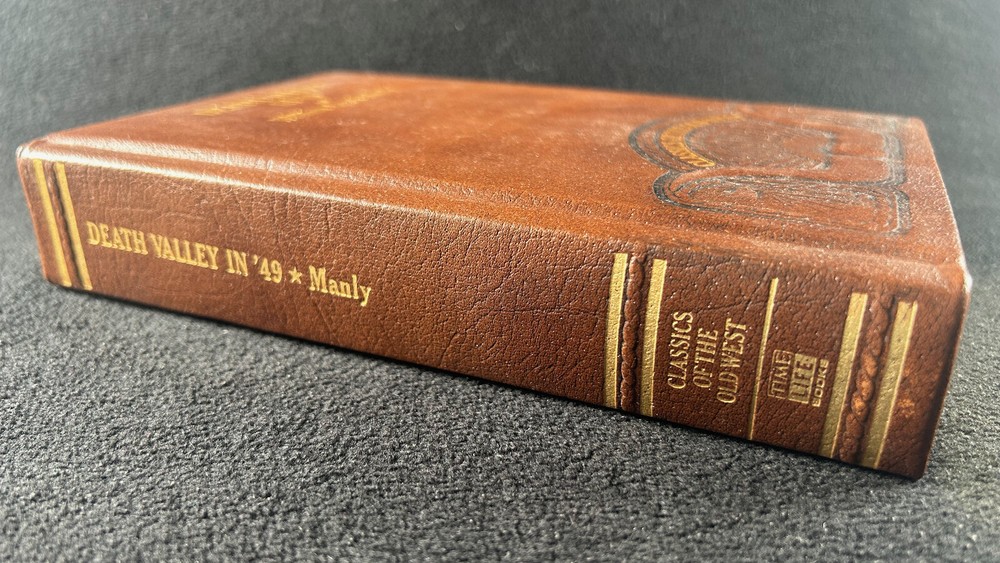 DEATH VALLEY IN '49 ★ Manly
CLASSICS
OF THE
OLD WEST
TIME
LIFE
BOOKS